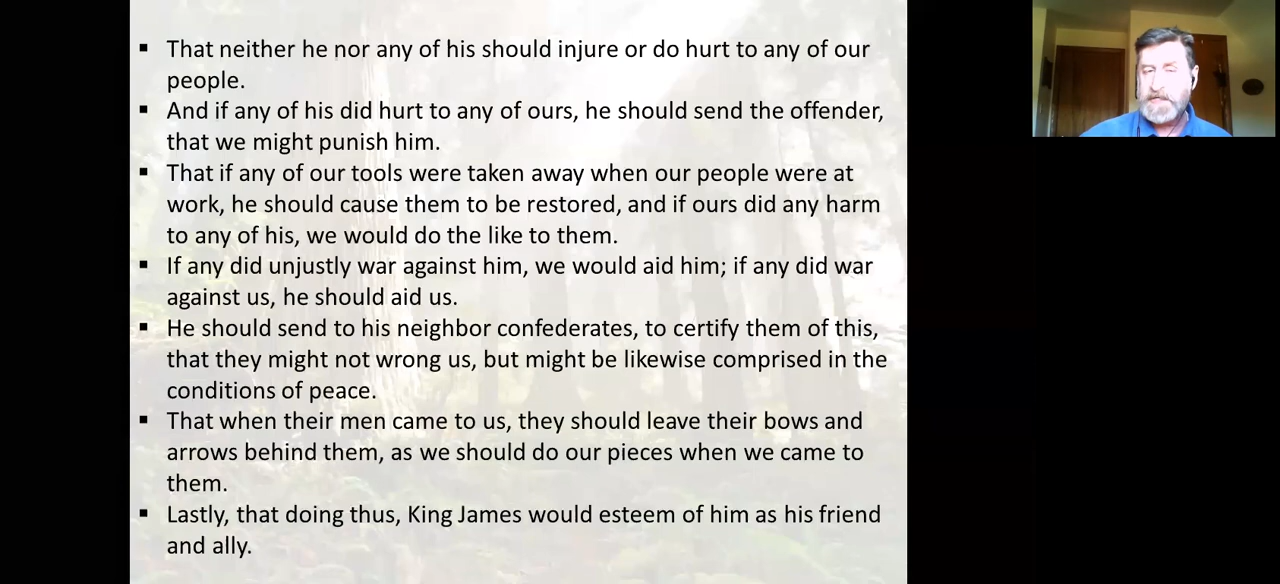 ▪ That neither he nor any of his should injure or do hurt to any of our
people.
▪ And if any of his did hurt to any of ours, he should send the offender,
that we might punish him.
▪ That if any of our tools were taken away when our people were at
work, he should cause them to be restored, and if ours did any harm
to any of his, we would do the like to them.
▪ If any did unjustly war against him, we would aid him; if any did war
against us, he should aid us.
▪ He should send to his neighbor confederates, to certify them of this,
that they might not wrong us, but might be likewise comprised in the
conditions of peace.
▪ That when their men came to us, they should leave their bows and
arrows behind them, as we should do our pieces when we came to
them.
▪ Lastly, that doing thus, King James would esteem of him as his friend
and ally.